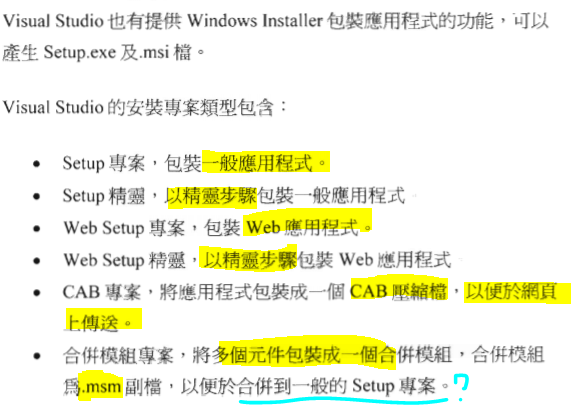 Visual Studio 也有提供 Windows Installer 包裝應用程式的功能，可以
產生 Setup.exe 及.msi 檔。
Visual Studio 的安裝專案類型包含：
• Setup 專案，包裝一般應用程式。
• Setup 精靈，以精靈步驟包裝一般應用程式
• Web Setup 專案，包裝 Web 應用程式。
• Web Setup 精靈，以精靈步驟包裝 Web 應用程式
• CAB 專案，將應用程式包裝成一個 CAB 壓縮檔，以便於網頁
上傳送。
• 合併模組專案，將多個元件包裝成一個合併模組，合併模組
為.msm 副檔，以便於合併到一般的 Setup 專案。?